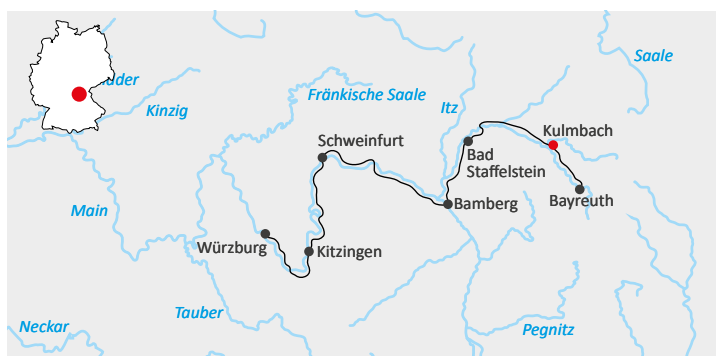 Saale
Kinzig
Fränkische Saale
Itz
Kulmbach
Schweinfurt
Bad
Staffelstein
Bayreuth
Bamberg
Main
Würzburg
Kitzingen
Tauber
Neckar
Pegnitz